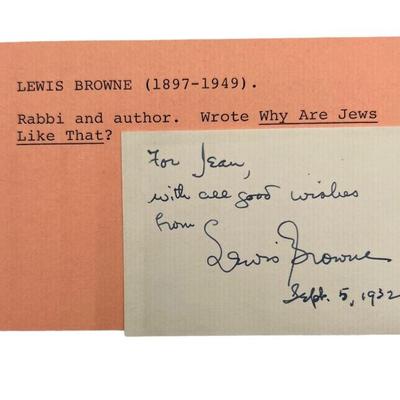 LEWIS BROWNE (1897-1949).
Rabbi and author. Wrote Why Are Jews
Like That?
For Jean,
with all good wishes
from Lewis Browne
Sept. 5, 1932